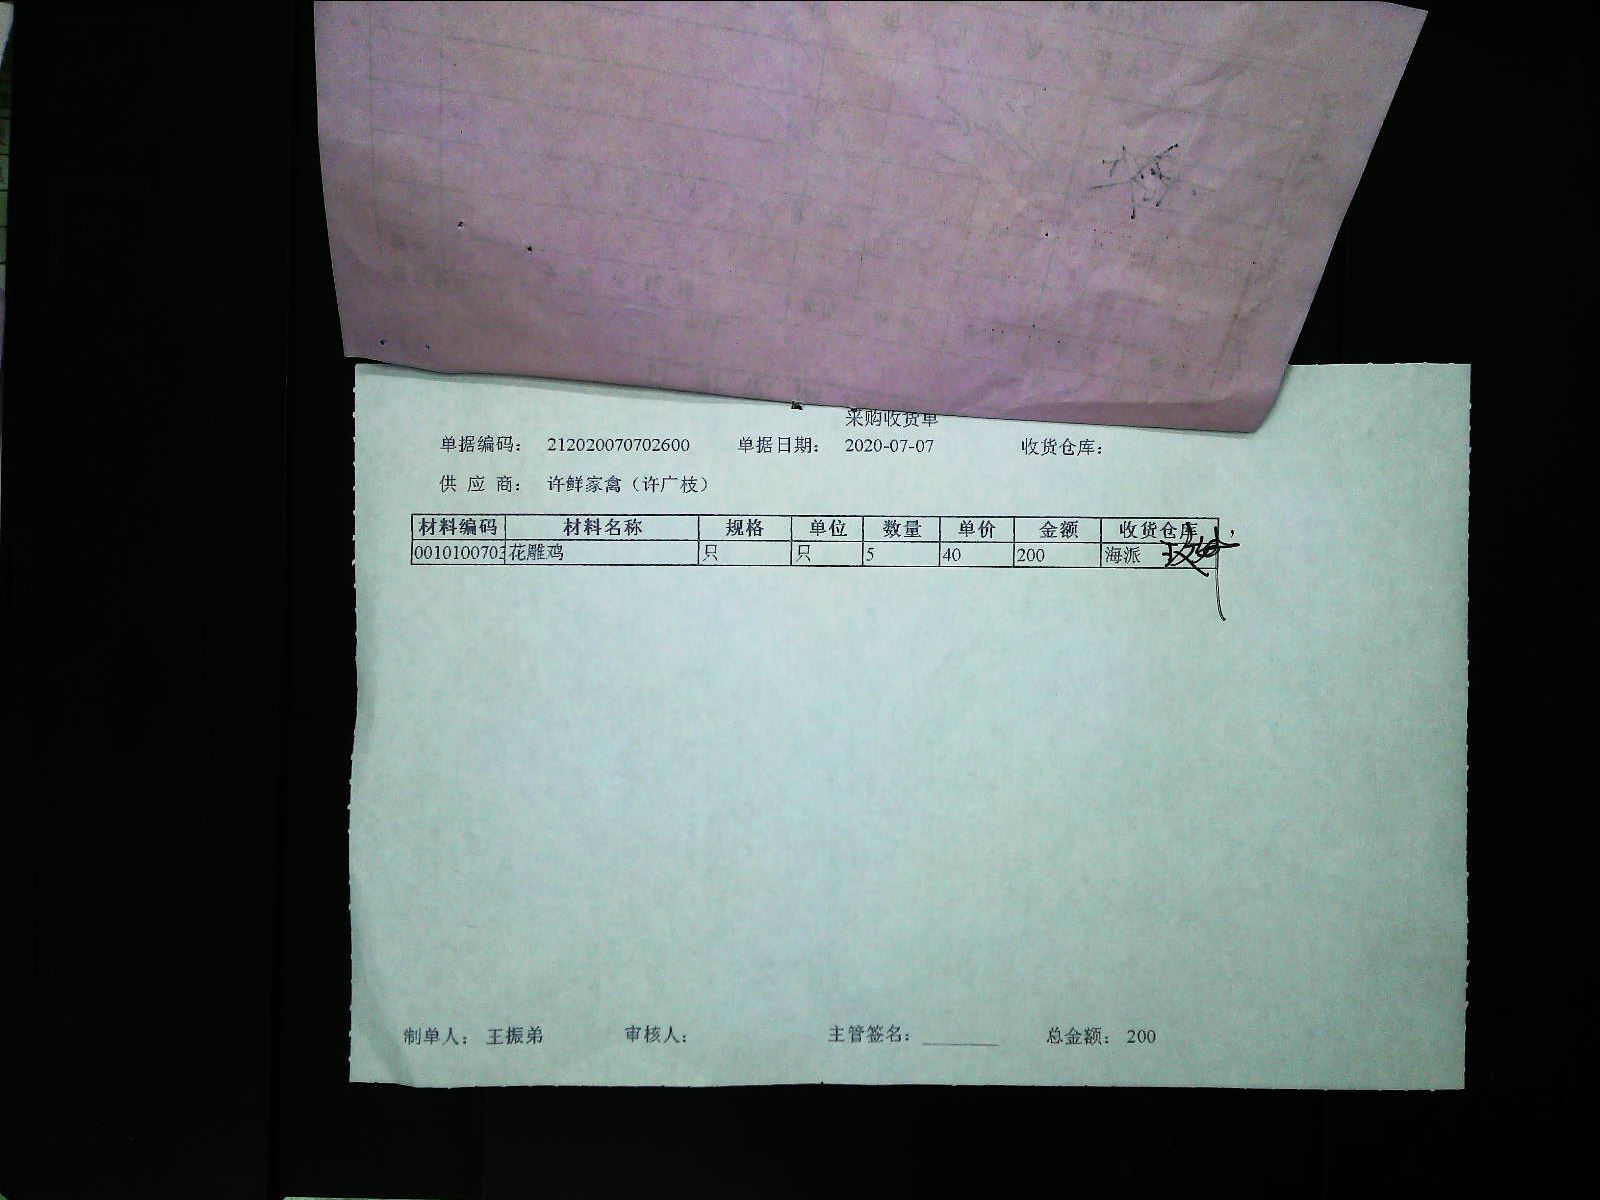 采购收货单
单据编码： 212020070702600 单据日期： 2020-07-07 收货仓库：
供 应 商： 许鲜家禽（许广枝）
材料编码 材料名称 规格 单位 数量 单价 金额 收货仓库
0010100703 花雕鸡 只 只 5 40 200 海派
制单人： 王振弟 审核人： 主管签名： 总金额： 200